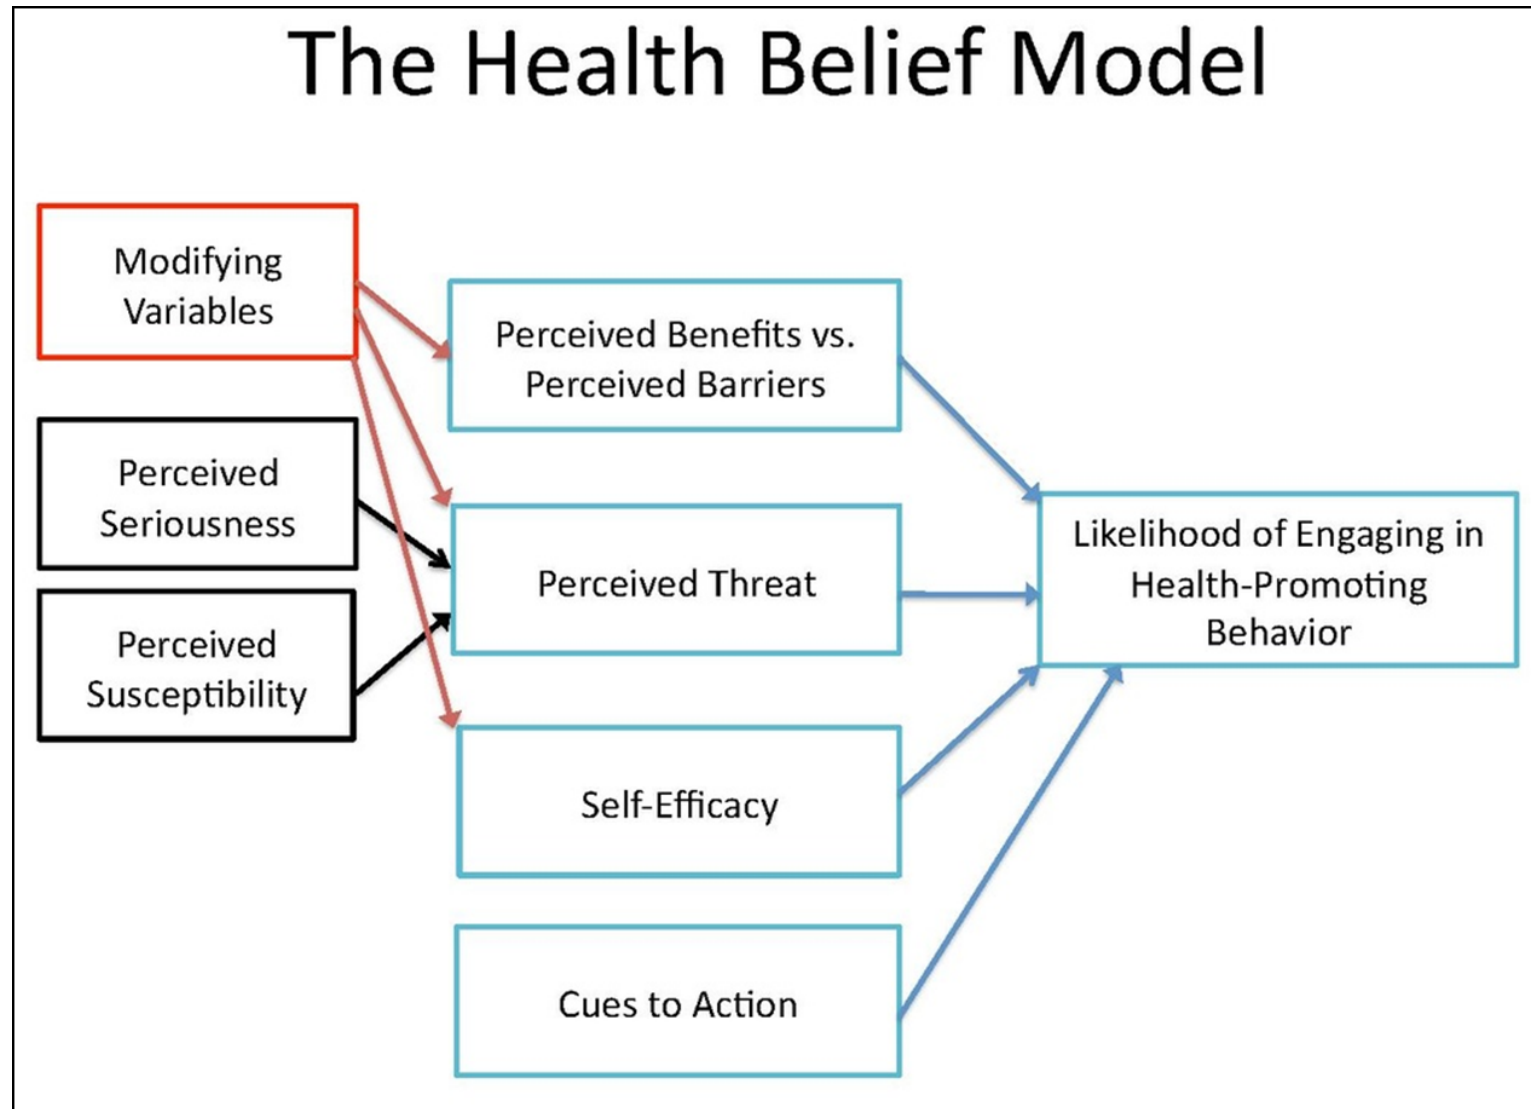 The Health Belief Model
Modifying
Variables
Perceived Benefits vs.
Perceived Barriers
Perceived
Seriousness
Perceived Threat
Likelihood of Engaging in
Health-Promoting
Behavior
Perceived
Susceptibility
Self-Efficacy
Cues to Action